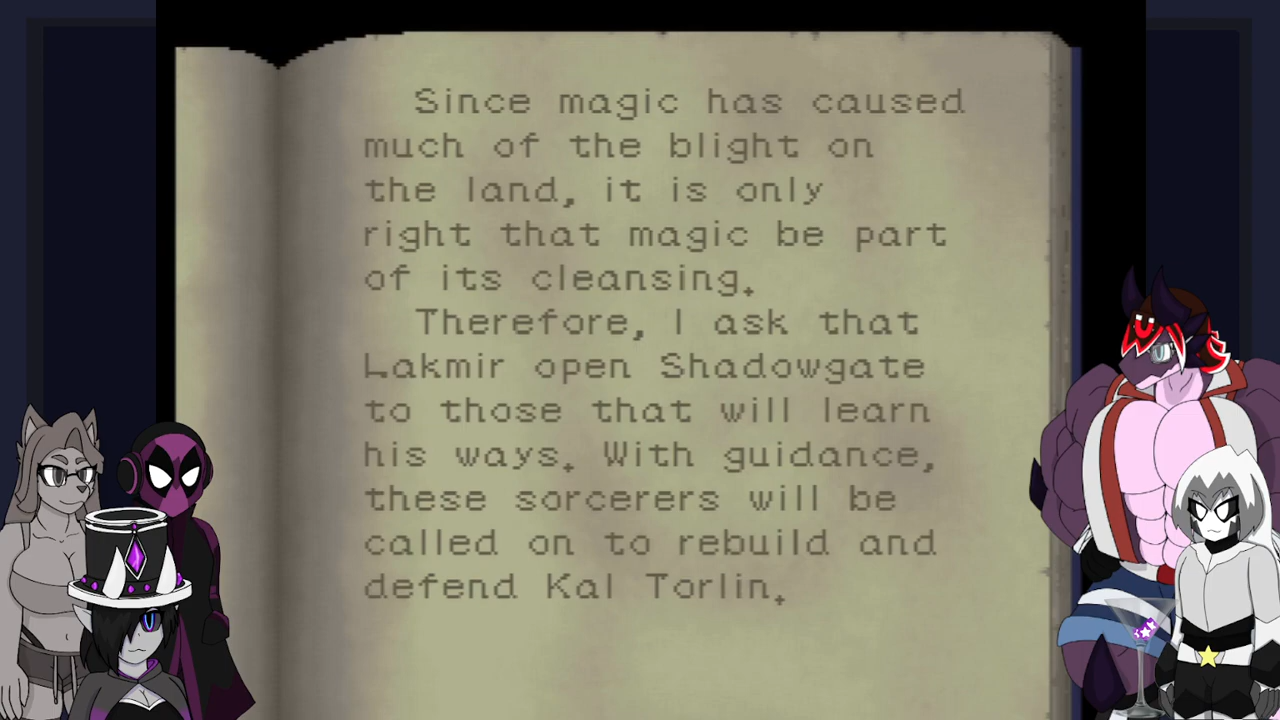 Since magic has caused
much of the blight on
the land, it is only
right that magic be part
of its cleansing.
Therefore, I ask that
Lakmir open Shadowgate
to those that will learn
his ways. With guidance,
these sorcerers will be
called on to rebuild and
defend Kal Torlin.